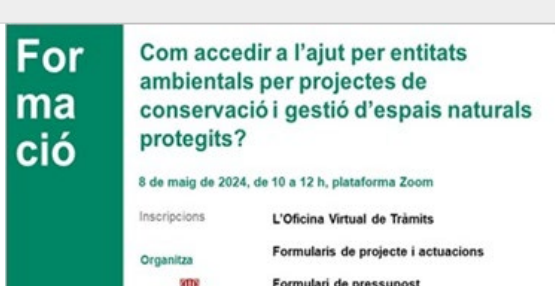 For
ma
ció
Com accedir a l'ajut per entitats
ambientals per projectes de
conservació i gestió d'espais naturals
protegits?
8 de maig de 2024, de 10 a 12 h, plataforma Zoom
Inscripcions
L'Oficina Virtual de Tràmits
Organitza
Formularis de projecte i actuacions
Formulari de pressupost